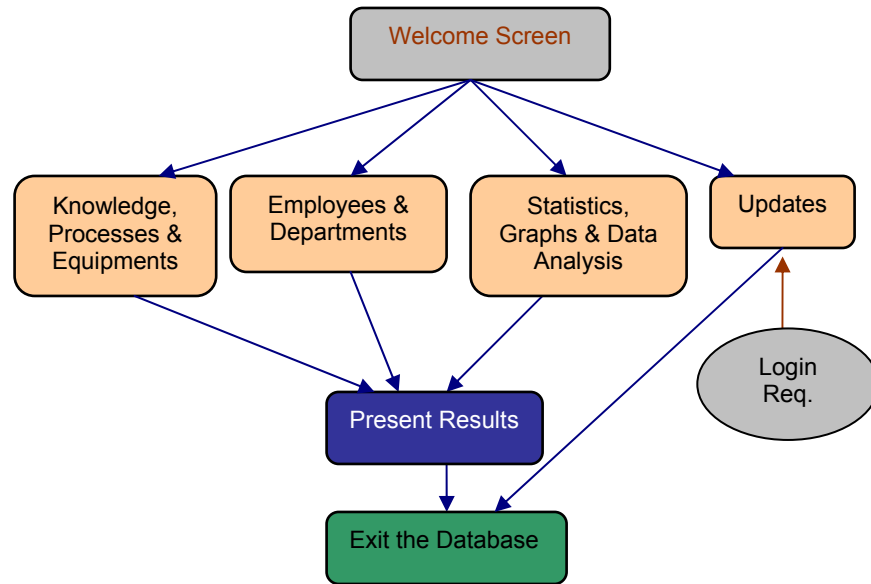 Welcome Screen
Knowledge,
Processes &
Equipments
Employees &
Departments
Statistics,
Graphs & Data
Analysis
Updates
Login
Req.
Present Results
Exit the Database